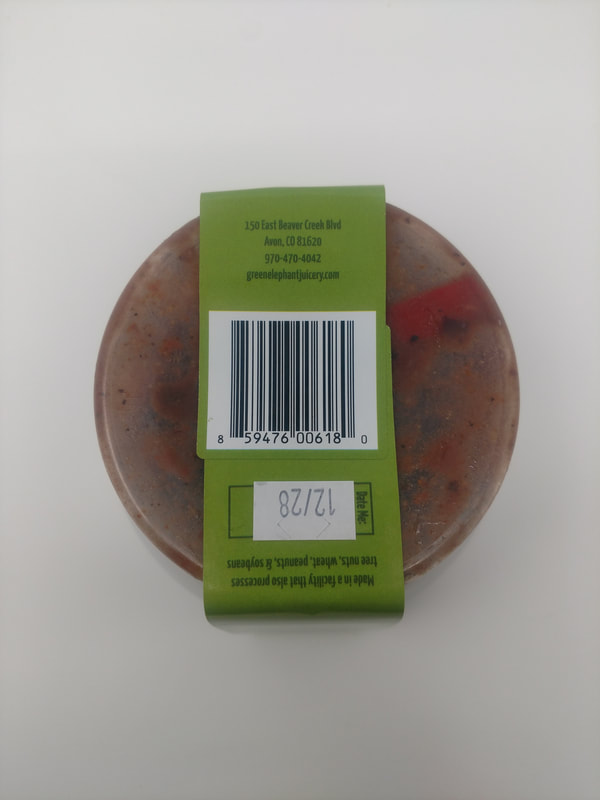 150 East Beaver Creek Blvd
Avon, CO 81620
970-470-4042
greenelephantjuicery.com
8 59476 00618 0
Date Me:
12/28
Made in a facility that also processes
tree nuts, wheat, peanuts, & soybeans